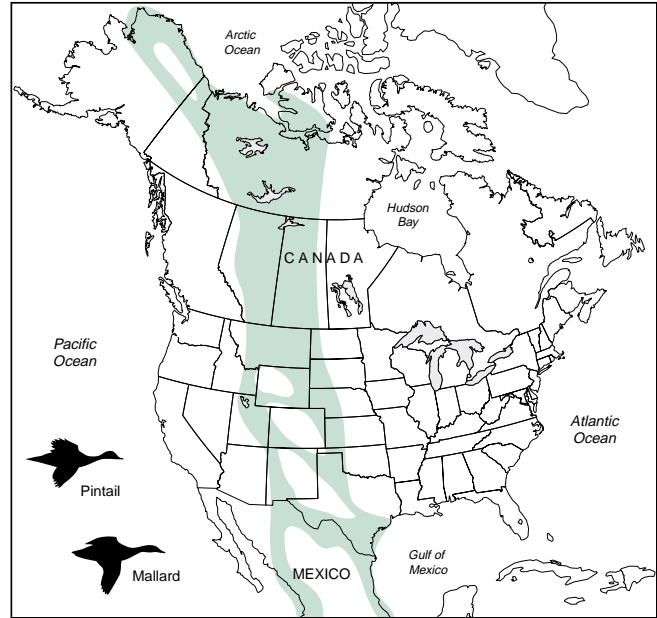 Arctic
Ocean
Hudson
Bay
CANADA
Pacific
Ocean
Atlantic
Ocean
Pintail
Gulf of
Mexico
Mallard
MEXICO